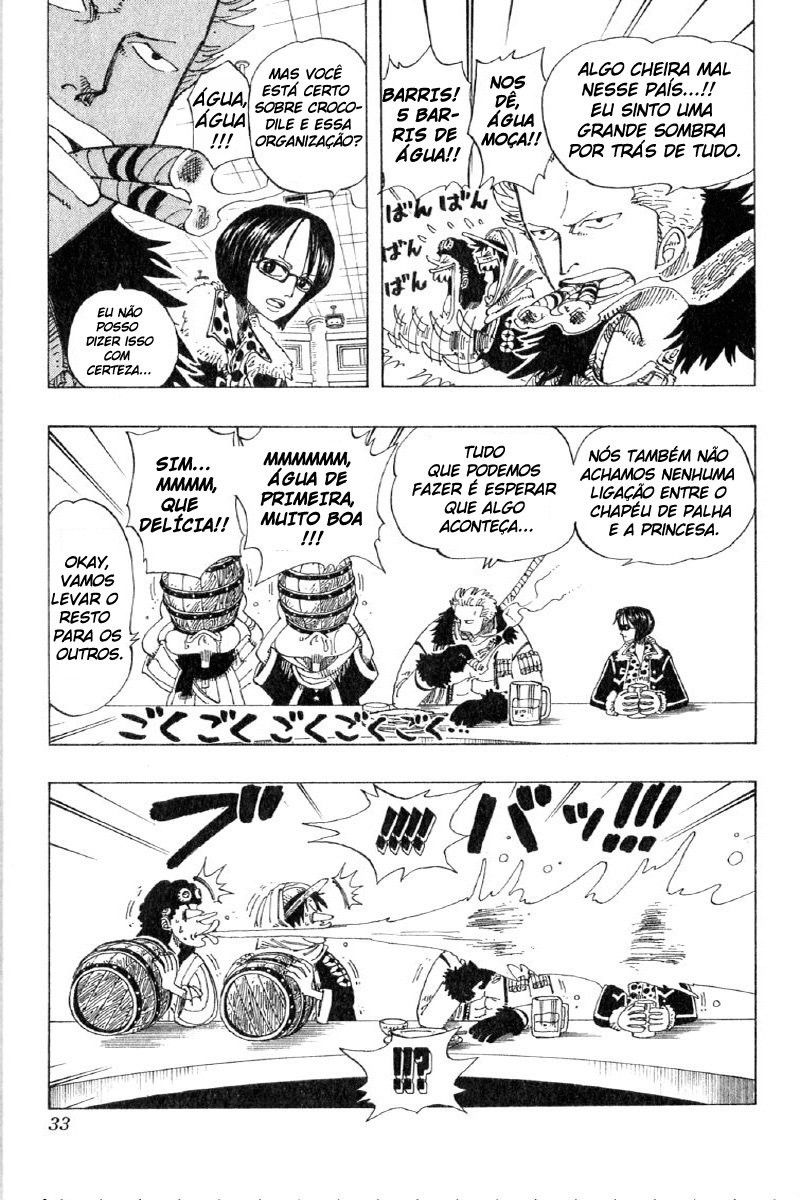 ALGO CHEIRA MAL
NESSE PAÍS...!!
EU SINTO UMA
GRANDE SOMBRA
POR TRÁS DE TUDO.
NOS
DÊ,
ÁGUA
MOÇA!!
BARRIS!
5 BAR-
RIS DE
ÁGUA!!
ばん ばん
ばん
ばん
MAS VOCÊ
ESTÁ CERTO
SOBRE CROCO-
DILE E ESSA
ORGANIZAÇÃO?
ÁGUA,
ÁGUA
!!!
EU NÃO
POSSO
DIZER ISSO
COM
CERTEZA...
NÓS TAMBÉM NÃO
ACHAMOS NENHUMA
LIGAÇÃO ENTRE O
CHAPÉU DE PALHA
E A PRINCESA.
TUDO
QUE PODEMOS
FAZER É ESPERAR
QUE ALGO
ACONTEÇA...
MMMMMM,
ÁGUA DE
PRIMEIRA,
MUITO BOA
!!!
SIM...
MMMM,
QUE
DELÍCIA!!
OKAY,
VAMOS
LEVAR O
RESTO
PARA OS
OUTROS.
ごくごくごくごくごく...
ブバッ!!!
!!!!
!!?
33